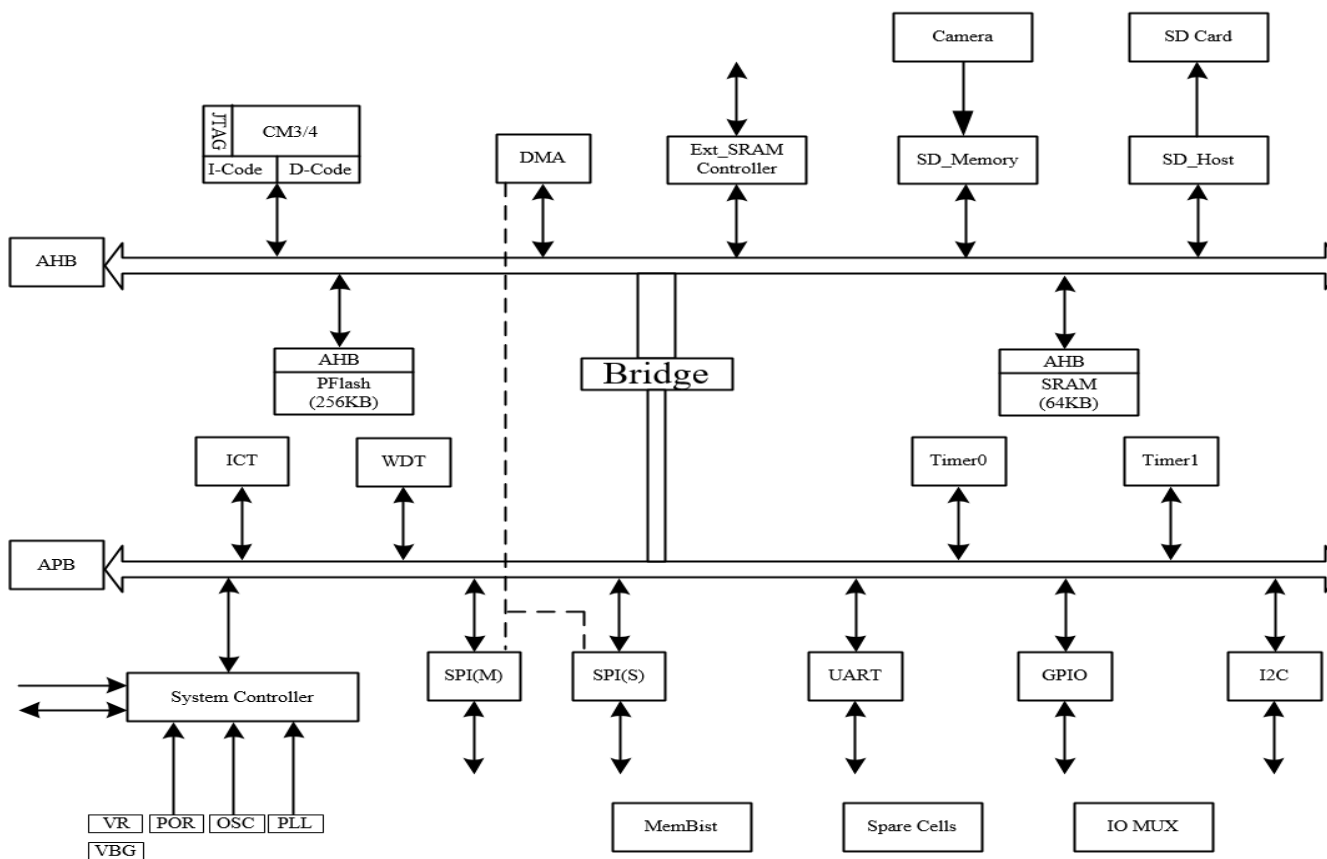 Camera
SD Card
JTAG
CM3/4
I-Code
D-Code
DMA
Ext_SRAM
Controller
SD_Memory
SD_Host
AHB
AHB
PFlash
(256KB)
Bridge
AHB
SRAM
(64KB)
ICT
WDT
Timer0
Timer1
APB
System Controller
SPI(M)
SPI(S)
UART
GPIO
I2C
VR
POR
OSC
PLL
VBG
MemBist
Spare Cells
IO MUX